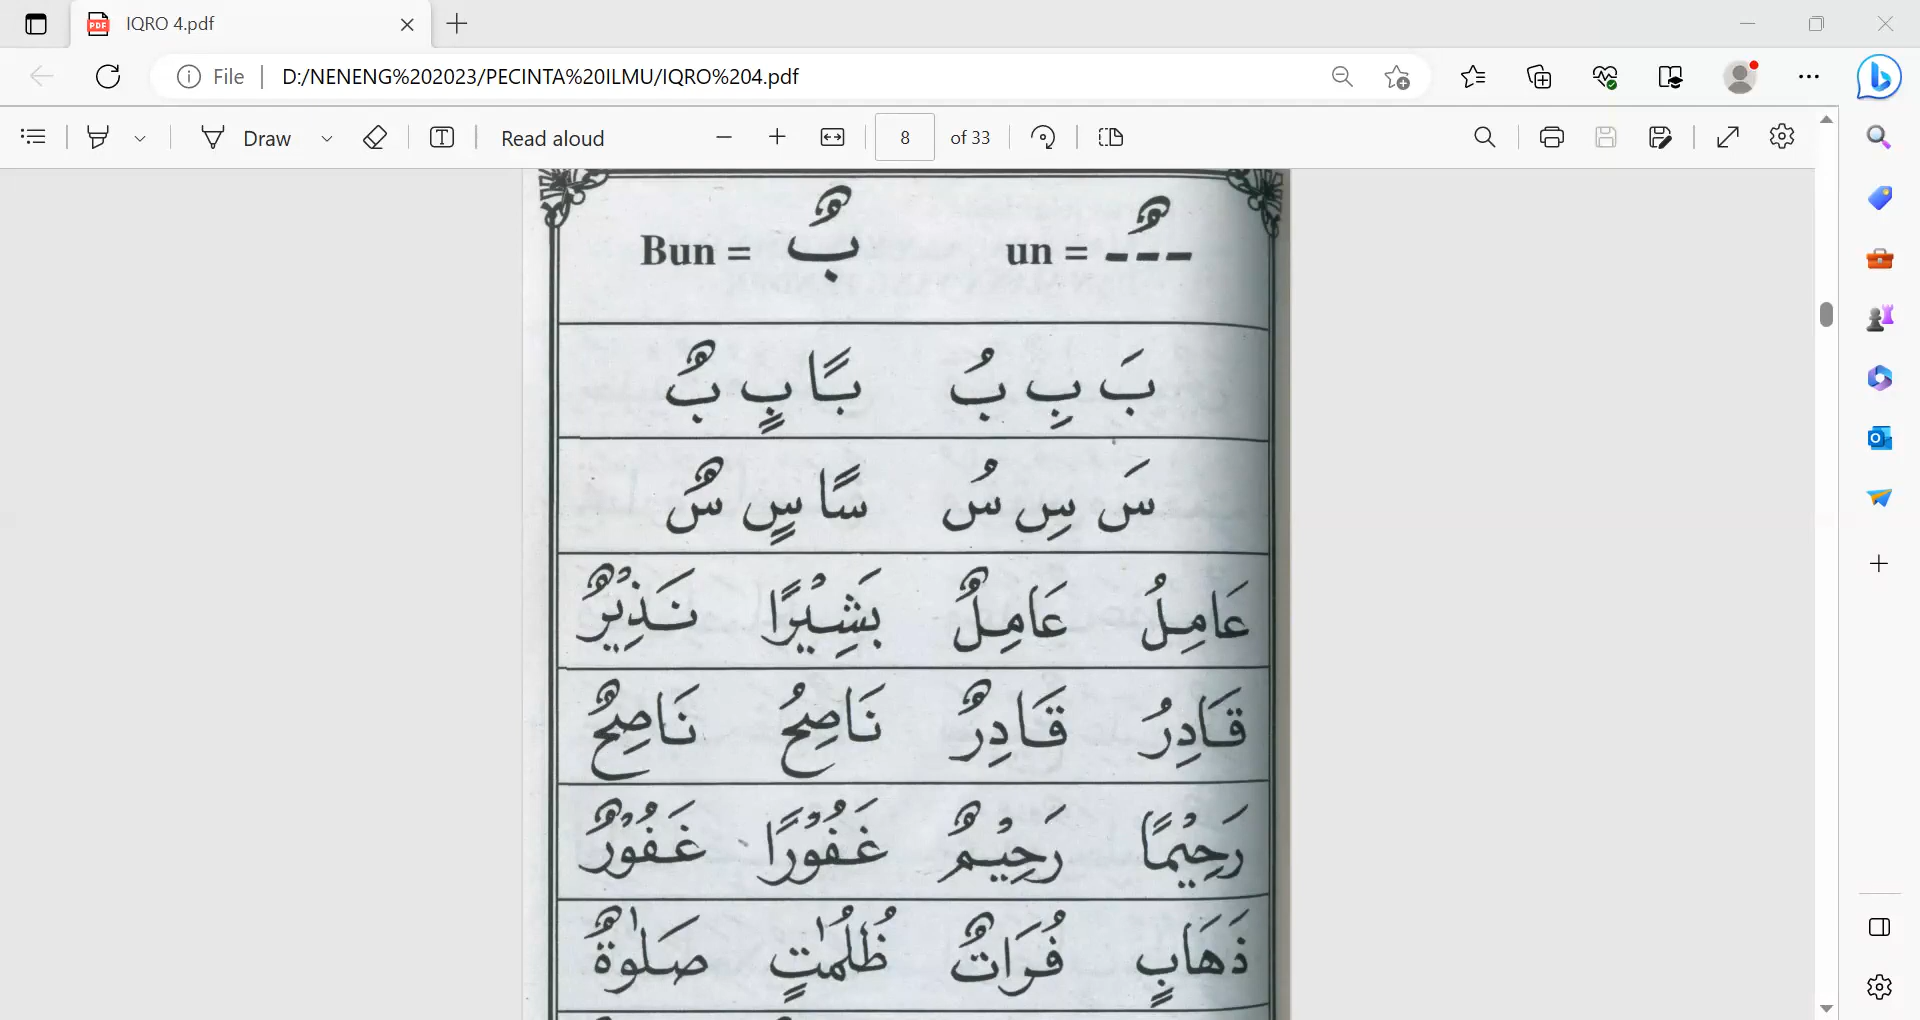 IQRO 4.pdf
File D:/NENENG%202023/PECINTA%20ILMU/IQRO%204.pdf
Draw Read aloud 8 of 33
un = ـٌ Bun = بٌ
بَ بِ بُ بًا بٍ بٌ
سَ سِ سُ سًا سٍ سٌ
عَامِلُ عَامِلٌ بَشِيْرًا نَذِيْرٌ
قَادِرُ قَادِرٌ نَاصِحُ نَاصِحٌ
رَحِيْمًا رَحِيْمٌ غَفُوْرًا غَفُوْرٌ
ذَهَابٍ فُرَاتٌ ظُلُمٰتٍ صَلٰوةٌ